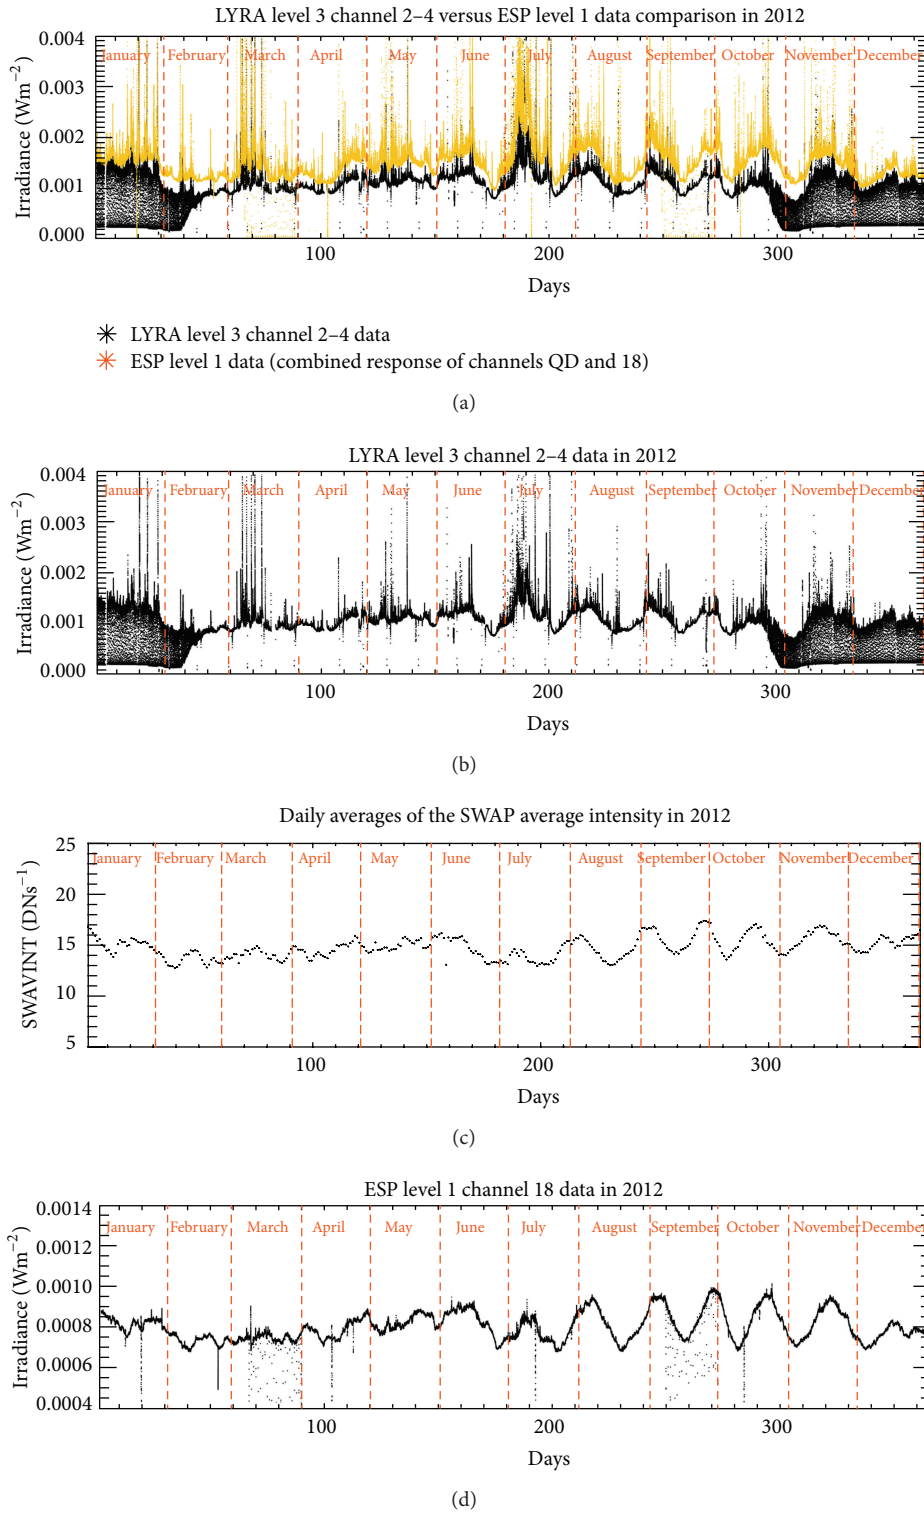 LYRA level 3 channel 2–4 versus ESP level 1 data comparison in 2012
Irradiance (Wm−2)
0.004
0.003
0.002
0.001
0.000
January February March April May June July August September October November December
100 200 300
Days
LYRA level 3 channel 2–4 data
ESP level 1 data (combined response of channels QD and 18)
(a)
LYRA level 3 channel 2–4 data in 2012
Irradiance (Wm−2)
0.004
0.003
0.002
0.001
0.000
January February March April May June July August September October November December
100 200 300
Days
(b)
Daily averages of the SWAP average intensity in 2012
SWAVINT (DNs−1)
25
20
15
10
5
January February March April May June July August September October November December
100 200 300
Days
(c)
ESP level 1 channel 18 data in 2012
Irradiance (Wm−2)
0.0014
0.0012
0.0010
0.0008
0.0006
0.0004
January February March April May June July August September October November December
100 200 300
Days
(d)